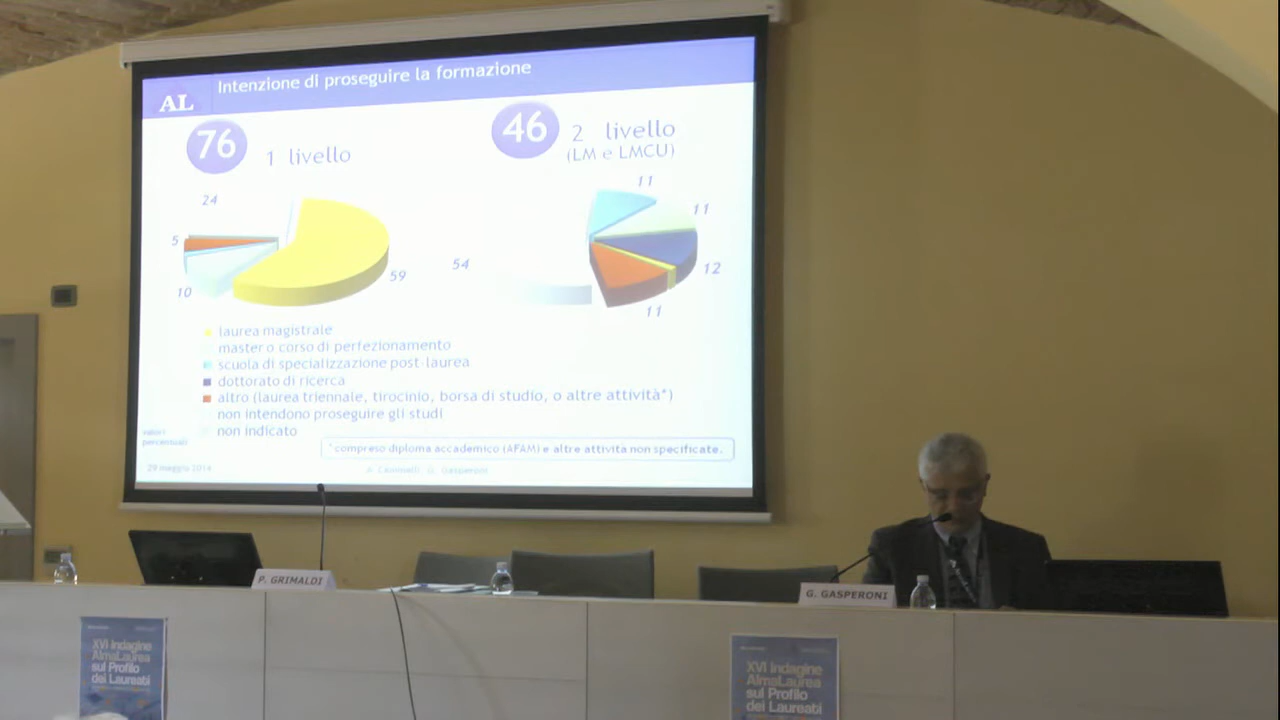 Intenzione di proseguire la formazione
AL
76
1 livello
46
2 livello
(LM e LMCU)
24
5
10
59
54
11
11
12
11
laurea magistrale
master o corso di perfezionamento
scuola di specializzazione post-laurea
dottorato di ricerca
altro (laurea triennale, tirocinio, borsa di studio, o altre attività*)
non intendono proseguire gli studi
non indicato
valori
percentuali
*compreso diploma accademico (AFAM) e altre attivita non specificate.
29 maggio 2014
G. Gasperoni
P. GRIMALDI
G. GASPERONI
XVI Indagine
AlmaLaurea
sul Profilo
dei Laureati
XVI Indagine
AlmaLaurea
sul Profilo
dei Laureati